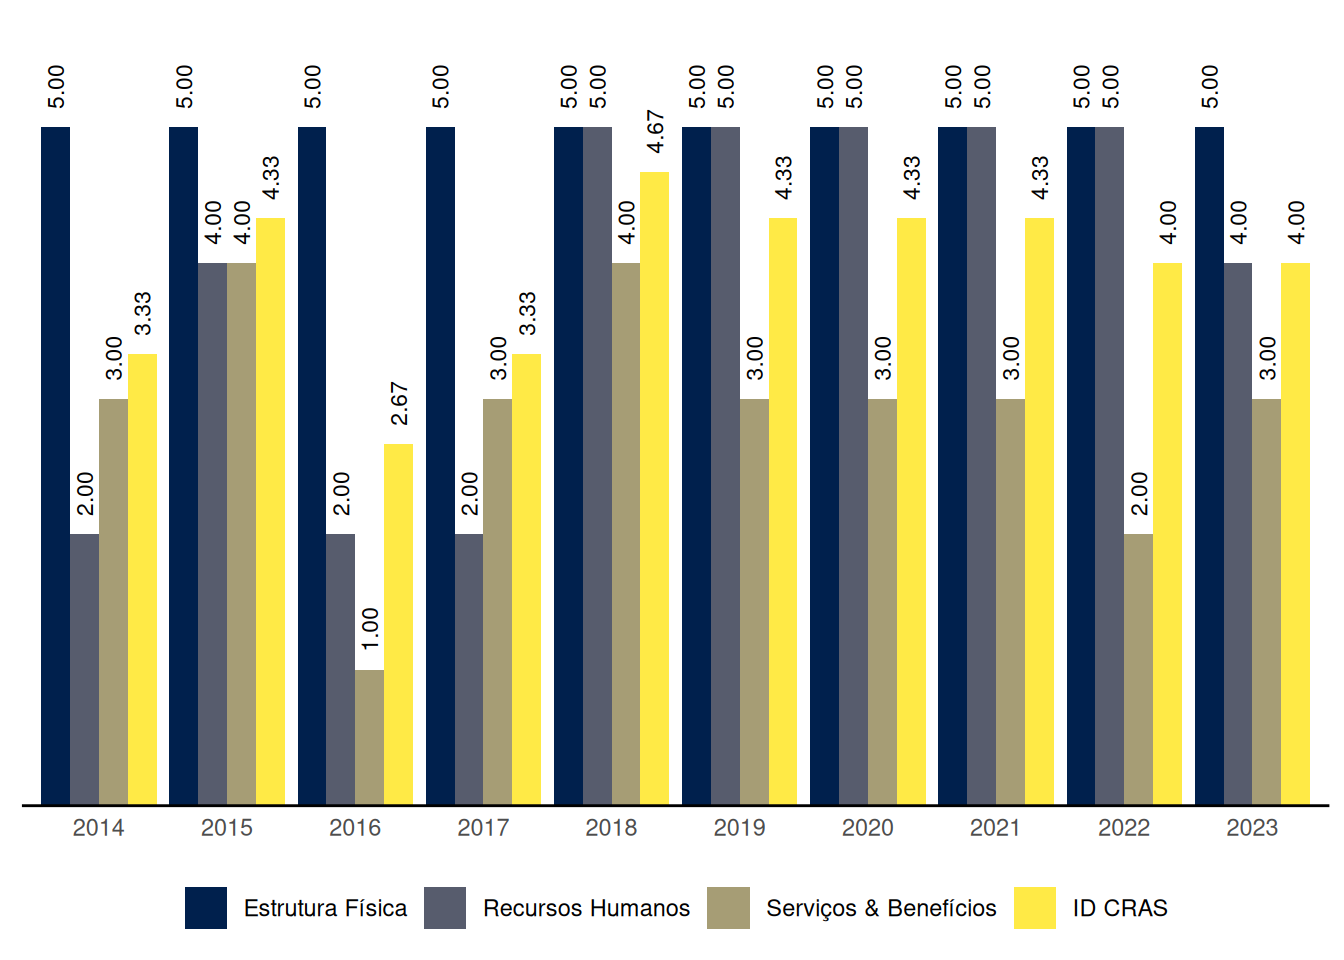 5.00 5.00 5.00 5.00 5.00 5.00 5.00 5.00 5.00 5.00 5.00 5.00 5.00 5.00 5.00
4.67
4.33 4.33 4.33 4.33
4.00 4.00 4.00 4.00 4.00 4.00
3.33 3.33
3.00 3.00 3.00 3.00 3.00 3.00
2.67
2.00 2.00 2.00 2.00
1.00
2014 2015 2016 2017 2018 2019 2020 2021 2022 2023
Estrutura Física Recursos Humanos Serviços & Benefícios ID CRAS